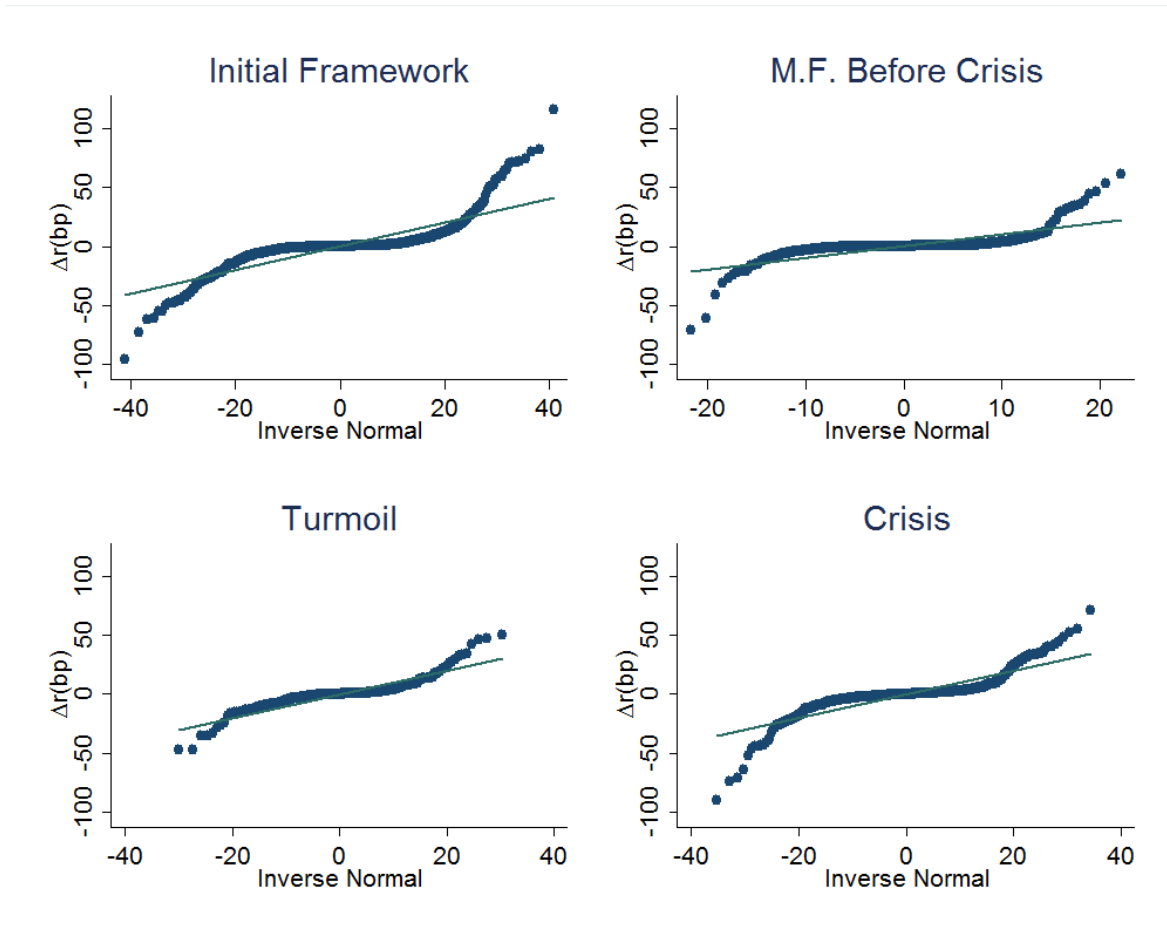 Initial Framework
Δr(bp)
100
50
0
-50
-100
-40 -20 0 20 40
Inverse Normal
M.F. Before Crisis
Δr(bp)
100
50
0
-50
-100
-20 -10 0 10 20
Inverse Normal
Turmoil
Δr(bp)
100
50
0
-50
-100
-40 -20 0 20 40
Inverse Normal
Crisis
Δr(bp)
100
50
0
-50
-100
-40 -20 0 20 40
Inverse Normal